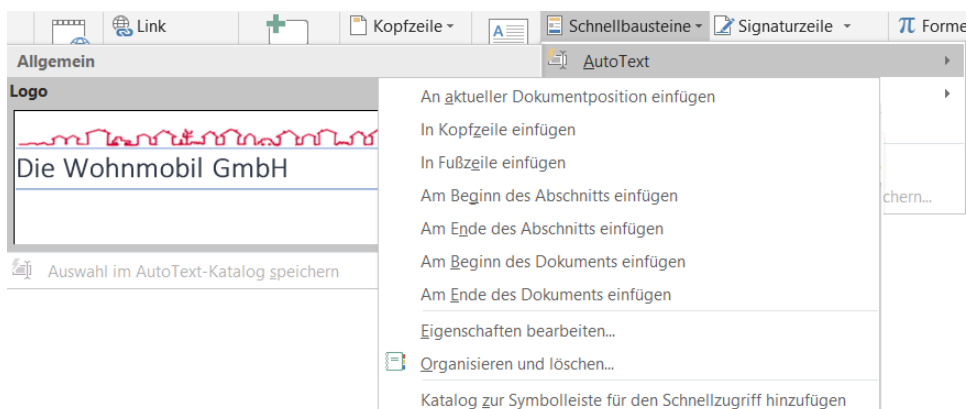 Link
Kopfzeile
Schnellbausteine
Signaturzeile
π Forme
Allgemein
AutoText
Logo
Die Wohnmobil GmbH
An aktueller Dokumentposition einfügen
In Kopfzeile einfügen
In Fußzeile einfügen
Am Beginn des Abschnitts einfügen
Am Ende des Abschnitts einfügen
Am Beginn des Dokuments einfügen
Am Ende des Dokuments einfügen
Eigenschaften bearbeiten...
Organisieren und löschen...
Katalog zur Symbolleiste für den Schnellzugriff hinzufügen
chern...
Auswahl im AutoText-Katalog speichern